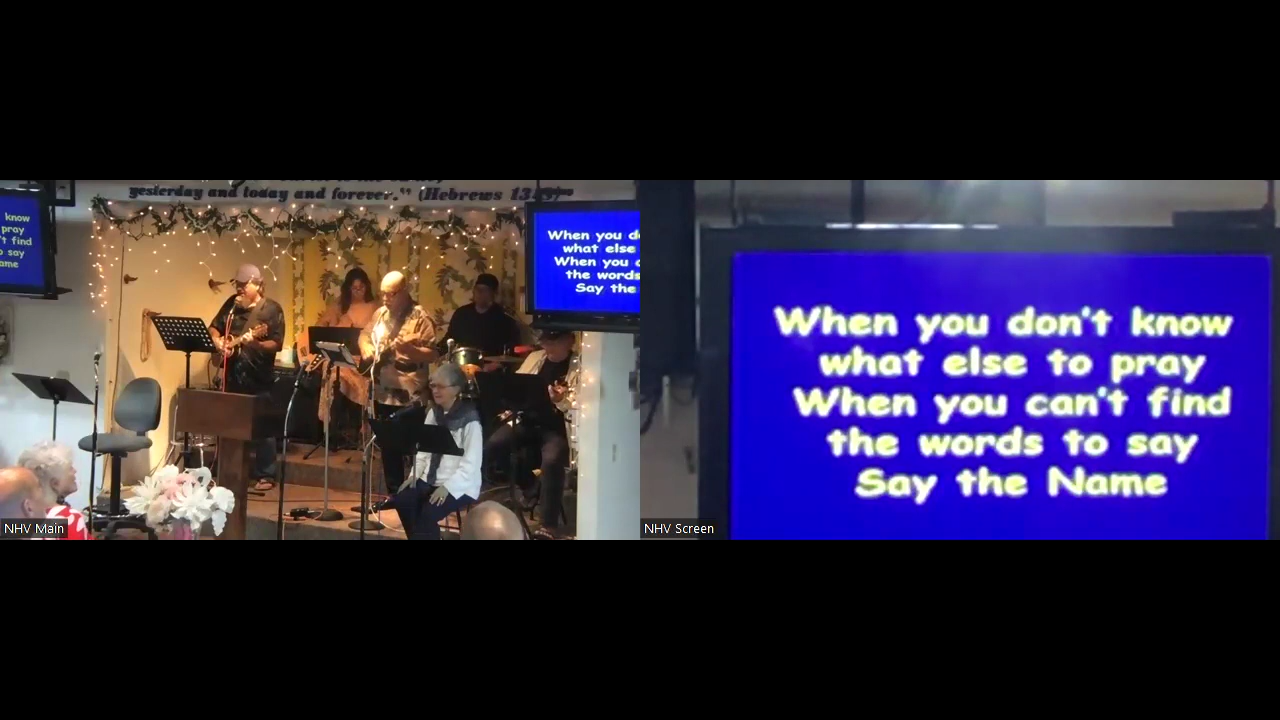 yesterday and today and forever." (Hebrews 13:
know
pray
't find
say
ame
When you d
what else
When you
the words
Say the
When you don't know
what else to pray
When you can't find
the words to say
Say the Name
NHV Main
NHV Screen